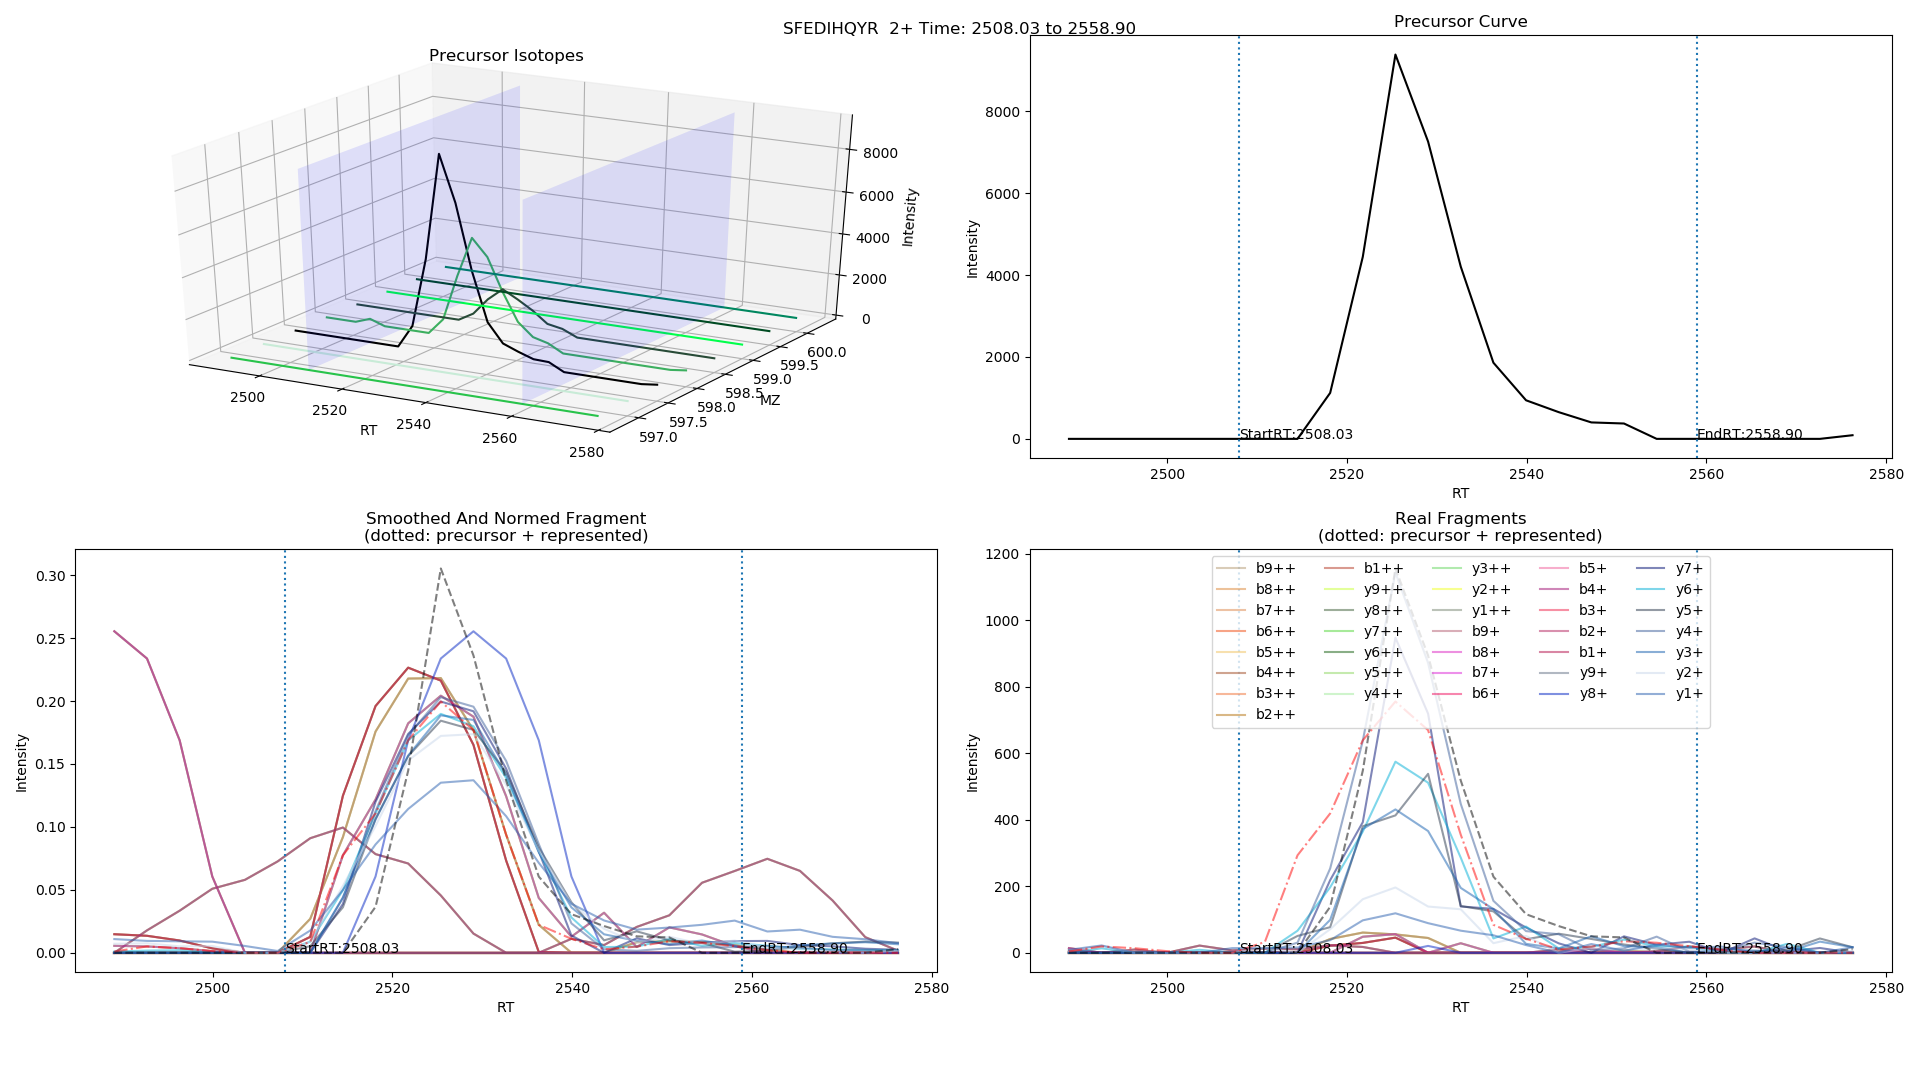 SFEDIHQYR  2+ Time: 2508.03 to 2558.90
Precursor Isotopes
8000
6000
4000
2000
0
Intensity
2500
2520
2540
2560
2580
RT
597.0
597.5
598.0
598.5
599.0
599.5
600.0
MZ
Precursor Curve
8000
6000
4000
2000
0
Intensity
StartRT:2508.03
EndRT:2558.90
2500
2520
2540
2560
2580
RT
Smoothed And Normed Fragment
(dotted: precursor + represented)
0.30
0.25
0.20
0.15
0.10
0.05
0.00
Intensity
StartRT:2508.03
EndRT:2558.90
2500
2520
2540
2560
2580
RT
Real Fragments
(dotted: precursor + represented)
1200
1000
800
600
400
200
0
Intensity
b9++
b8++
b7++
b6++
b5++
b4++
b3++
b2++
b1++
y9++
y8++
y7++
y6++
y5++
y4++
y3++
y2++
y1++
b9+
b8+
b7+
b6+
b5+
b4+
b3+
b2+
b1+
y9+
y8+
y7+
y6+
y5+
y4+
y3+
y2+
y1+
StartRT:2508.03
EndRT:2558.90
2500
2520
2540
2560
2580
RT